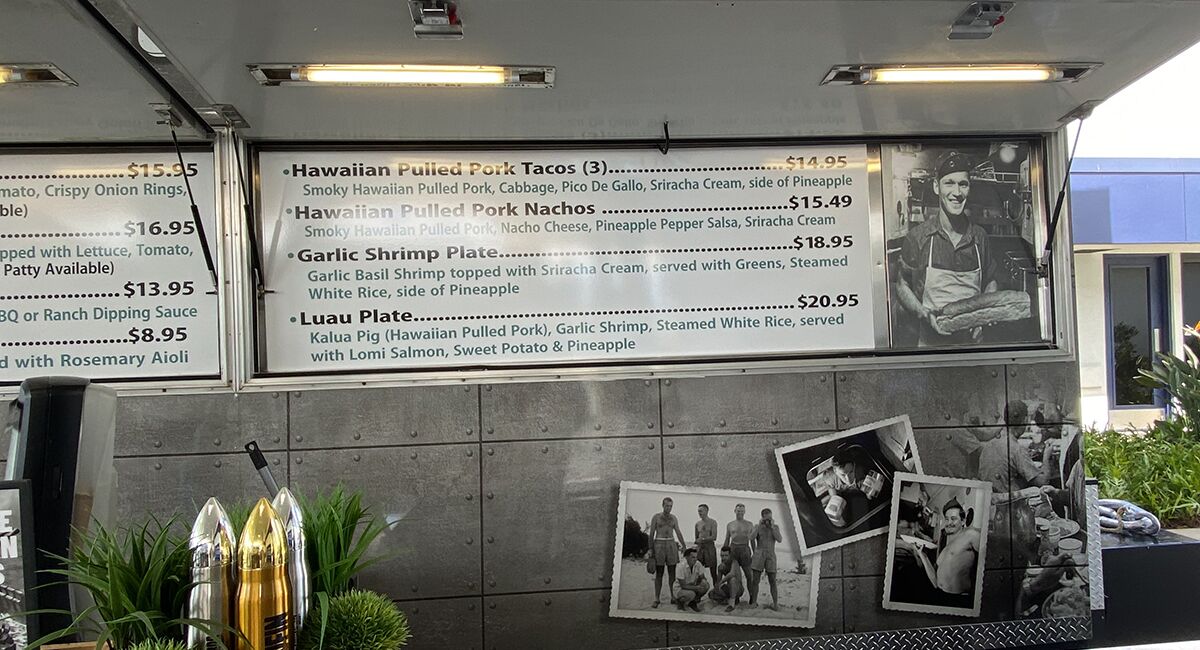 ...............$15.95
mato, Crispy Onion Rings,
ble)
...............$16.95
pped with Lettuce, Tomato,
Patty Available)
...............$13.95
BQ or Ranch Dipping Sauce
...............$8.95
d with Rosemary Aioli
•Hawaiian Pulled Pork Tacos (3)..............................$14.95
Smoky Hawaiian Pulled Pork, Cabbage, Pico De Gallo, Sriracha Cream, side of Pineapple
•Hawaiian Pulled Pork Nachos ..............................$15.49
Smoky Hawaiian Pulled Pork, Nacho Cheese, Pineapple Pepper Salsa, Sriracha Cream
•Garlic Shrimp Plate..............................$18.95
Garlic Basil Shrimp topped with Sriracha Cream, served with Greens, Steamed
White Rice, side of Pineapple
•Luau Plate..............................$20.95
Kalua Pig (Hawaiian Pulled Pork), Garlic Shrimp, Steamed White Rice, served
with Lomi Salmon, Sweet Potato & Pineapple